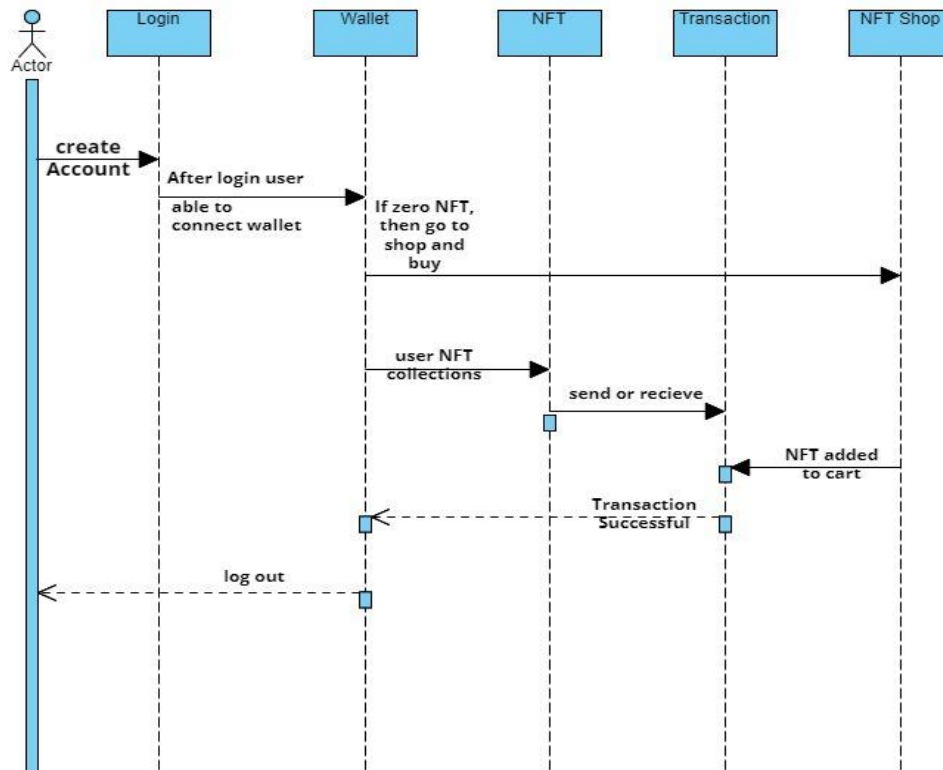 Login
Wallet
NFT
Transaction
NFT Shop
Actor
create
Account
After login user
able to
connect wallet
If zero NFT,
then go to
shop and
buy
user NFT
collections
send or recieve
NFT added
to cart
Transaction
Successful
log out